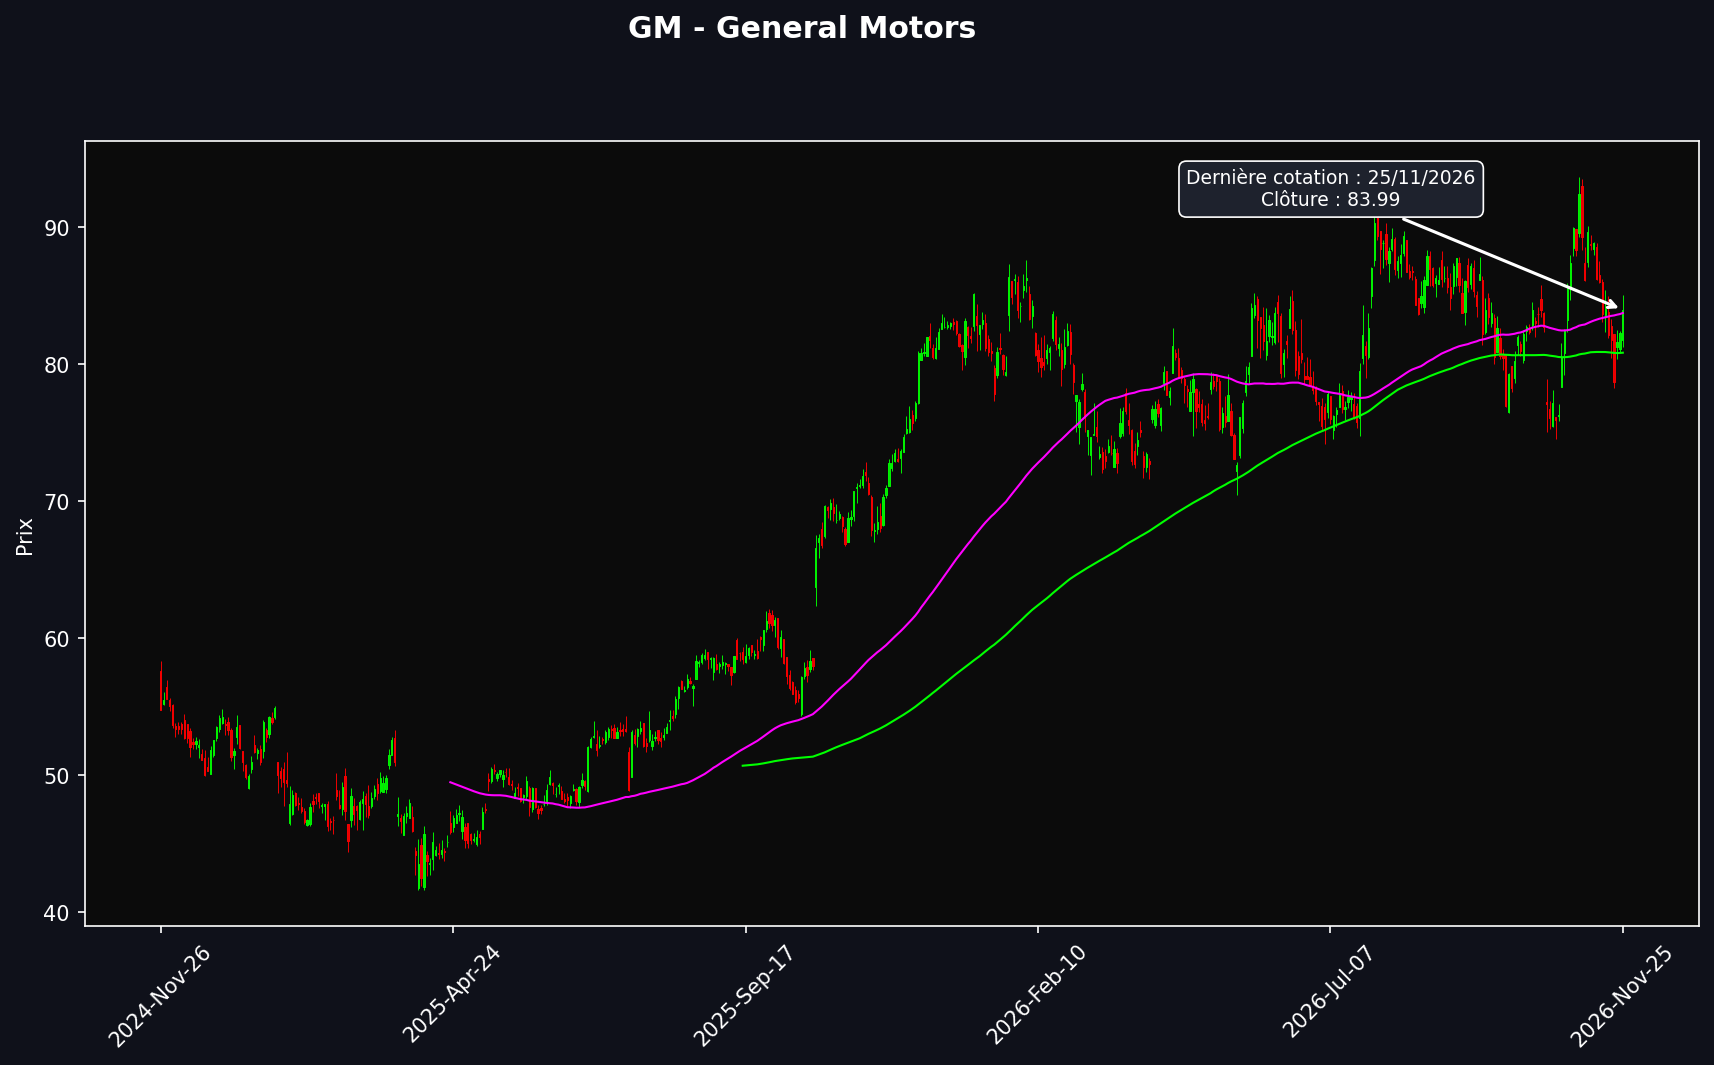 GM - General Motors
Dernière cotation : 25/11/2026
Clôture : 83.99
Prix
90
80
70
60
50
40
2024-Nov-26
2025-Apr-24
2025-Sep-17
2026-Feb-10
2026-Jul-07
2026-Nov-25